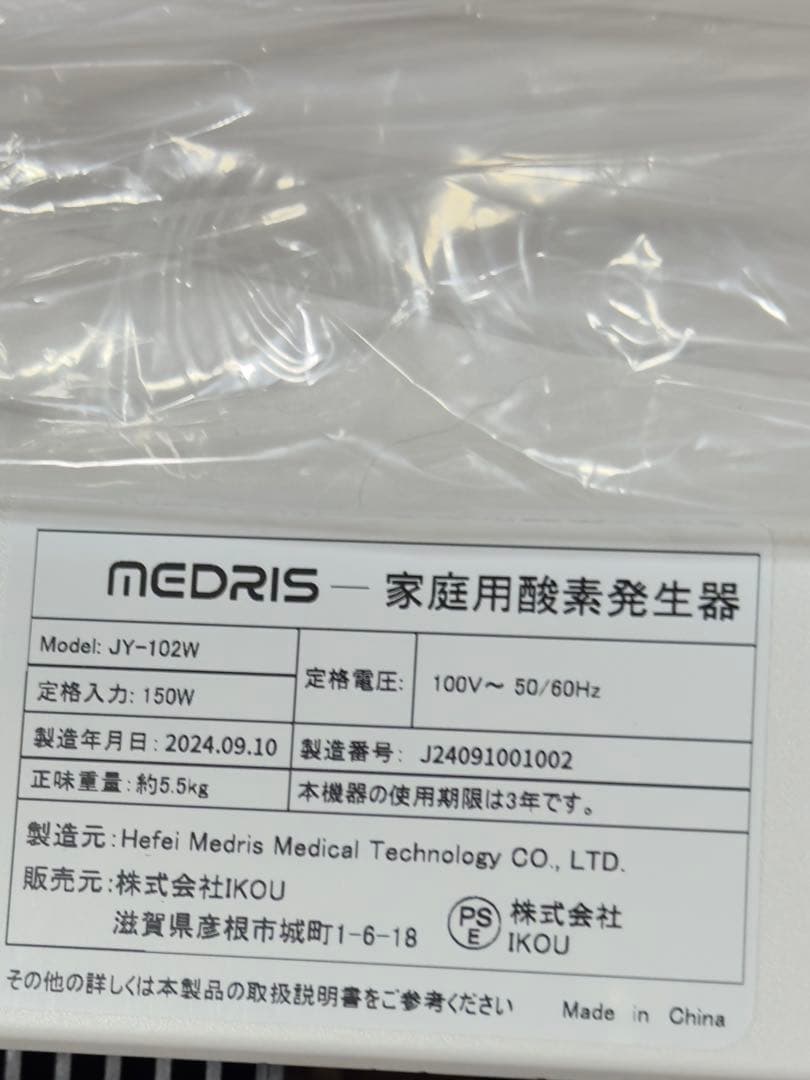 MEDRIS — 家庭用酸素発生器
Model: JY-102W
定格入力: 150W
定格電圧: 100V～ 50/60Hz
製造年月日: 2024.09.10
製造番号: J24091001002
正味重量: 約5.5kg
本機器の使用期限は3年です。
製造元: Hefei Medris Medical Technology CO., LTD.
販売元: 株式会社IKOU
滋賀県彦根市城町1-6-18
PSE
株式会社
IKOU
その他の詳しくは本製品の取扱説明書をご参考ください
Made in China